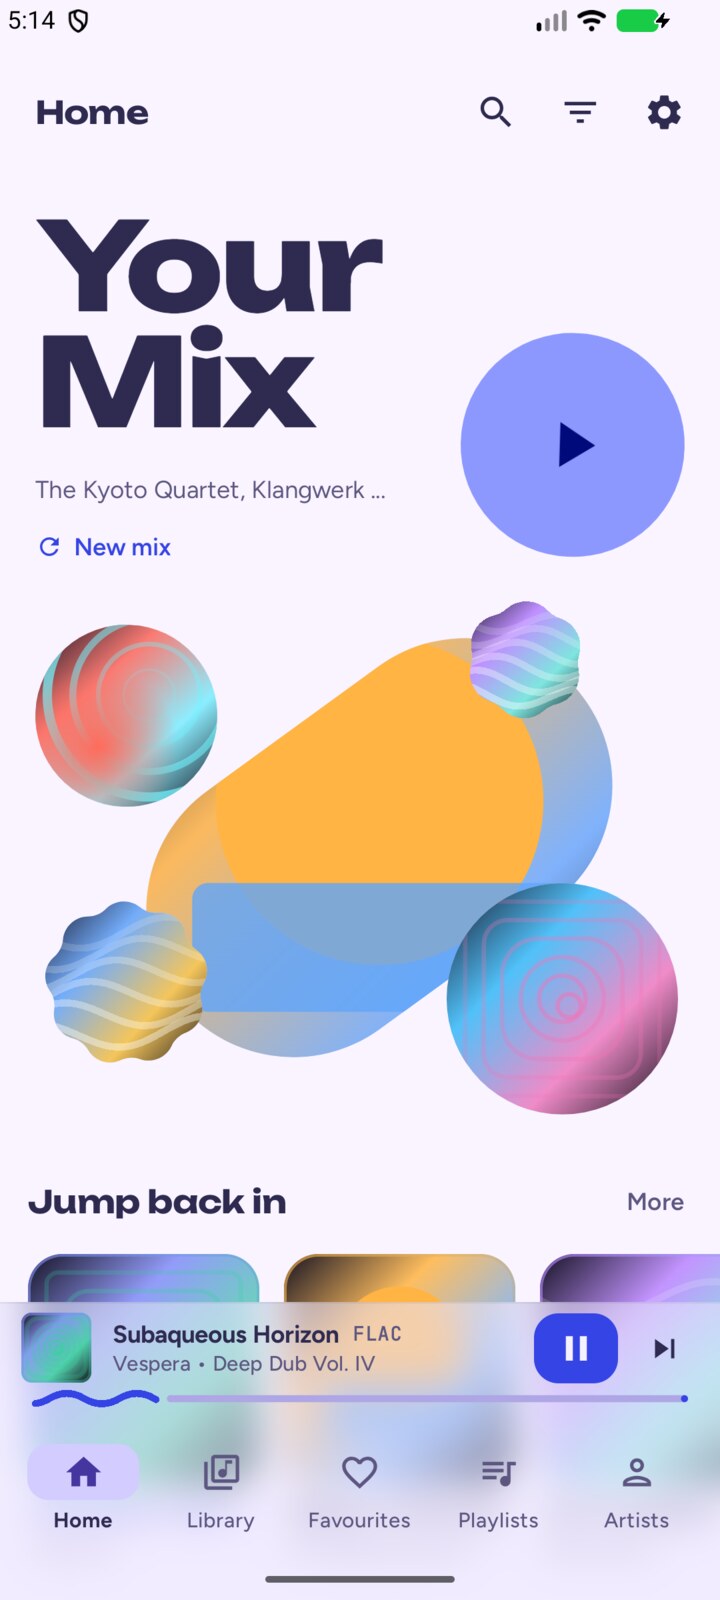 5:14
Home
Your
Mix
The Kyoto Quartet, Klangwerk ...
New mix
Jump back in
More
Subaqueous Horizon FLAC
Vespera • Deep Dub Vol. IV
Home
Library
Favourites
Playlists
Artists